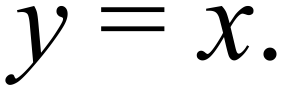 y = x.